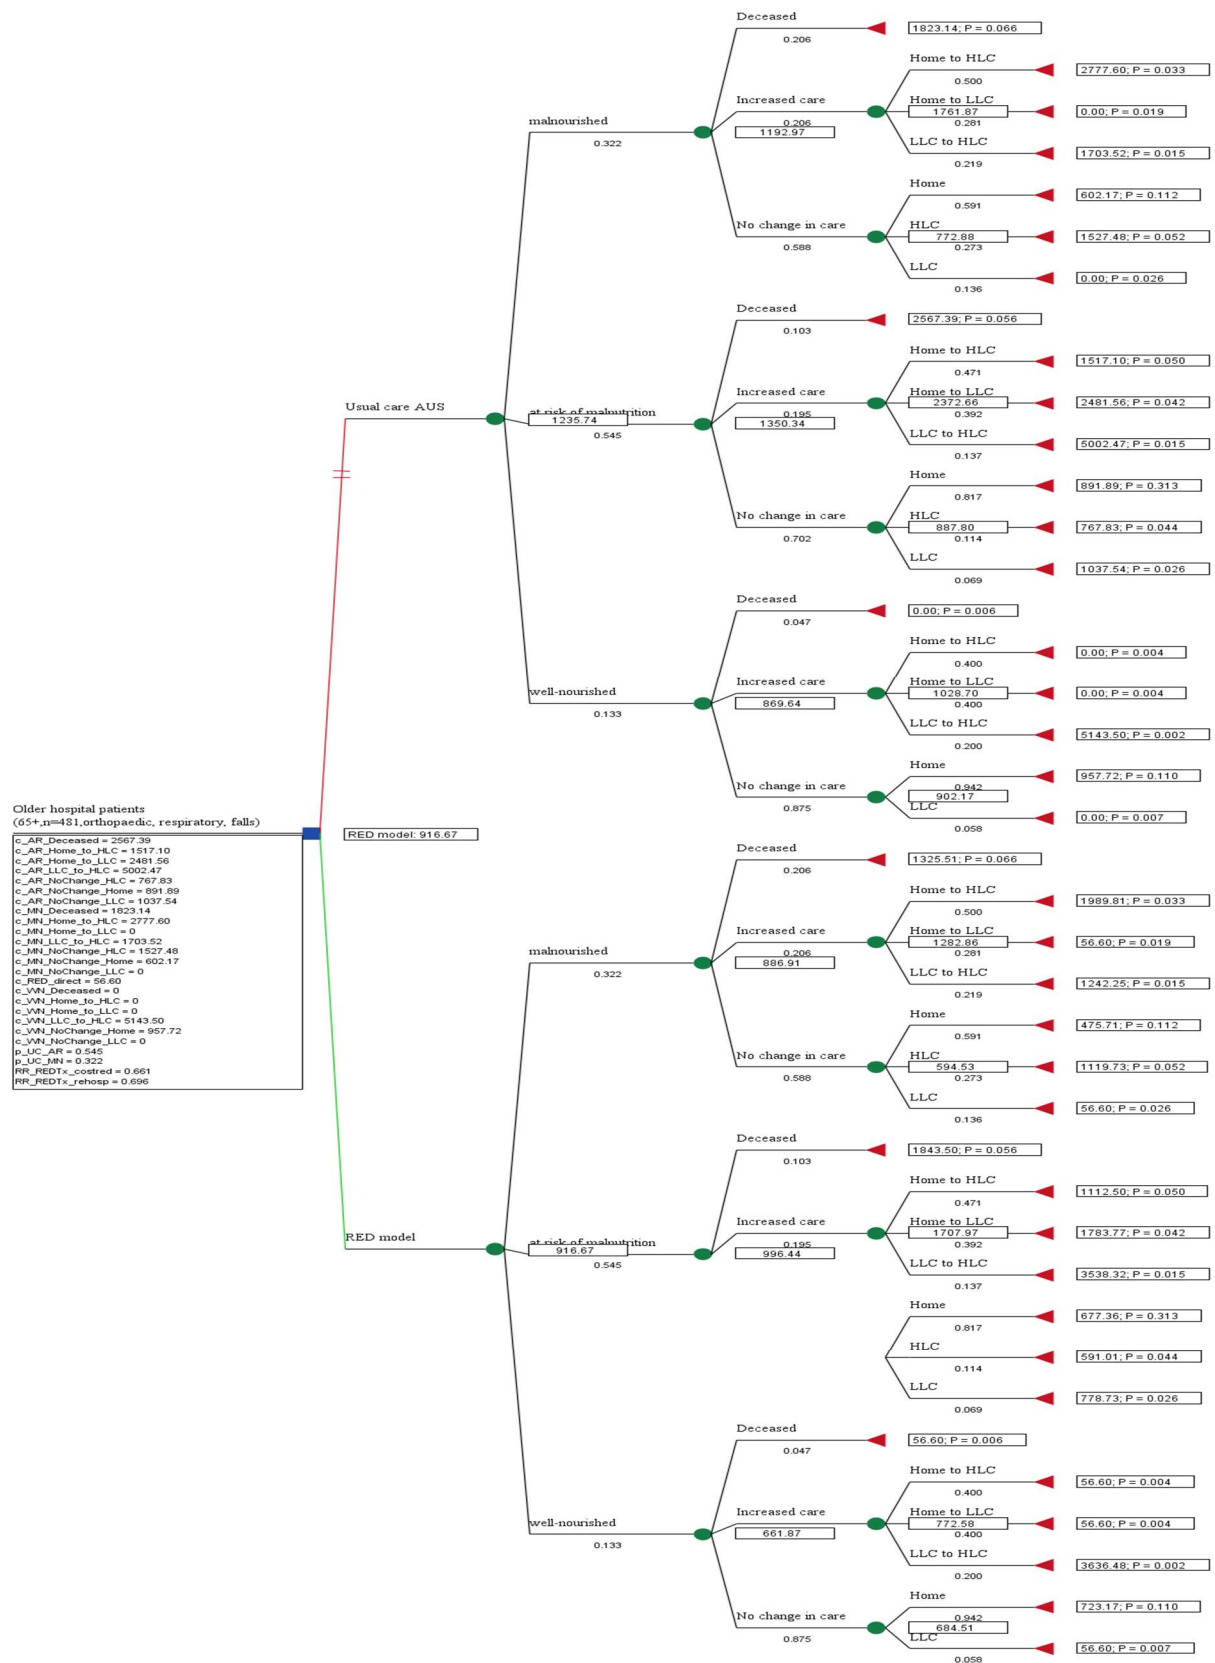 Deceased
0.206
1823.14; P = 0.066
Home to HLC
0.500
2777.60; P = 0.033
Increased care
0.206
1192.97
Home to LLC
1761.87
0.281
0.00; P = 0.019
malnourished
0.322
LLC to HLC
0.219
1703.52; P = 0.015
Home
0.591
602.17; P = 0.112
No change in care
0.588
HLC
772.88
0.273
1527.48; P = 0.052
LLC
0.136
0.00; P = 0.026
Deceased
0.103
2567.39; P = 0.056
Home to HLC
0.471
1517.10; P = 0.050
Usual care AUS
at risk of malnutrition
1235.74
0.545
Increased care
0.195
1350.34
Home to LLC
2372.66
0.392
2481.56; P = 0.042
LLC to HLC
0.137
5002.47; P = 0.015
Home
0.817
891.89; P = 0.313
No change in care
0.702
HLC
887.80
0.114
767.83; P = 0.044
LLC
0.069
1037.54; P = 0.026
Deceased
0.047
0.00; P = 0.006
Home to HLC
0.400
0.00; P = 0.004
well-nourished
0.133
Increased care
869.64
Home to LLC
1028.70
0.400
0.00; P = 0.004
LLC to HLC
0.200
5143.50; P = 0.002
No change in care
0.875
Home
0.942
902.17
957.72; P = 0.110
LLC
0.058
0.00; P = 0.007
Older hospital patients
(65+,n=481,orthopaedic, respiratory, falls)
c_AR_Deceased = 2567.39
c_AR_Home_to_HLC = 1517.10
c_AR_Home_to_LLC = 2481.56
c_AR_LLC_to_HLC = 5002.47
c_AR_NoChange_HLC = 767.83
c_AR_NoChange_Home = 891.89
c_AR_NoChange_LLC = 1037.54
c_MN_Deceased = 1823.14
c_MN_Home_to_HLC = 2777.60
c_MN_Home_to_LLC = 0
c_MN_LLC_to_HLC = 1703.52
c_MN_NoChange_HLC = 1527.48
c_MN_NoChange_Home = 602.17
c_MN_NoChange_LLC = 0
c_RED_direct = 56.60
c_WN_Deceased = 0
c_WN_Home_to_HLC = 0
c_WN_Home_to_LLC = 0
c_WN_LLC_to_HLC = 5143.50
c_WN_NoChange_Home = 957.72
c_WN_NoChange_LLC = 0
p_UC_AR = 0.545
p_UC_MN = 0.322
RR_REDTx_costred = 0.661
RR_REDTx_rehosp = 0.696
RED model: 916.67
Deceased
0.206
1325.51; P = 0.066
Home to HLC
0.500
1989.81; P = 0.033
malnourished
0.322
Increased care
0.206
886.91
Home to LLC
1282.86
0.281
56.60; P = 0.019
LLC to HLC
0.219
1242.25; P = 0.015
Home
0.591
475.71; P = 0.112
No change in care
0.588
HLC
594.53
0.273
1119.73; P = 0.052
LLC
0.136
56.60; P = 0.026
Deceased
0.103
1843.50; P = 0.056
Home to HLC
0.471
1112.50; P = 0.050
RED model
at risk of malnutrition
916.67
0.545
Increased care
0.195
996.44
Home to LLC
1707.97
0.392
1783.77; P = 0.042
LLC to HLC
0.137
3538.32; P = 0.015
Home
0.817
677.36; P = 0.313
HLC
0.114
591.01; P = 0.044
LLC
0.069
778.73; P = 0.026
Deceased
0.047
56.60; P = 0.006
Home to HLC
0.400
56.60; P = 0.004
well-nourished
0.133
Increased care
661.87
Home to LLC
772.58
0.400
56.60; P = 0.004
LLC to HLC
0.200
3636.48; P = 0.002
No change in care
0.875
Home
0.942
684.51
723.17; P = 0.110
LLC
0.058
56.60; P = 0.007